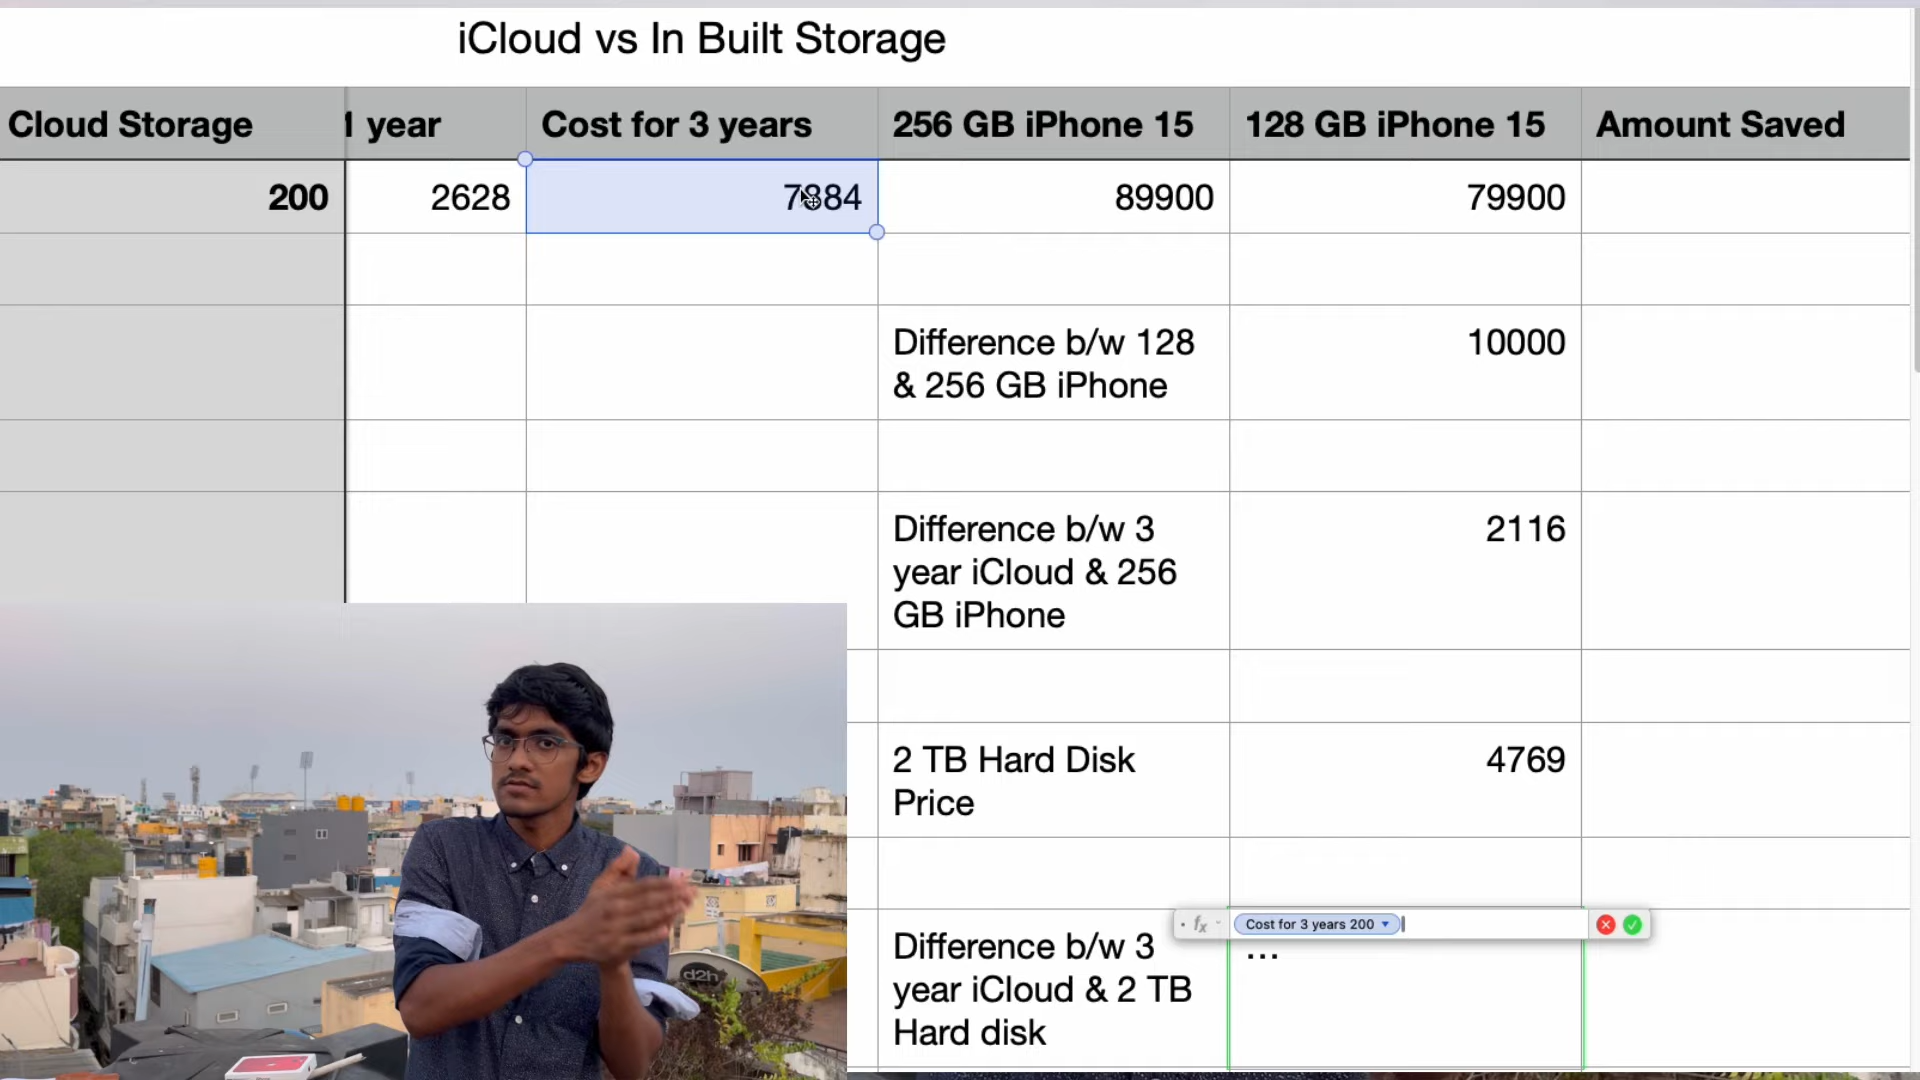 iCloud vs In Built Storage
Cloud Storage
1 year
Cost for 3 years
256 GB iPhone 15
128 GB iPhone 15
Amount Saved
200
2628
7884
89900
79900
Difference b/w 128
& 256 GB iPhone
10000
Difference b/w 3
year iCloud & 256
GB iPhone
2116
2 TB Hard Disk
Price
4769
fx
Cost for 3 years 200
Difference b/w 3
year iCloud & 2 TB
Hard disk
...
d2h